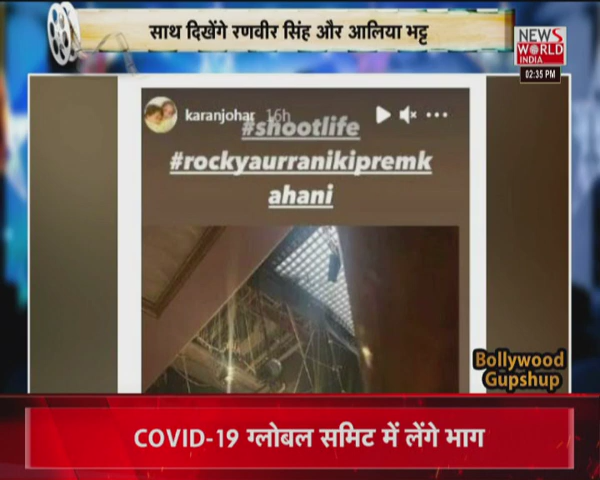 साथ दिखेंगे रणवीर सिंह और आलिया भट्ट
NEWS
WORLD
INDIA
02:35 PM
karanjohar 16h
#shootlife
#rockyaurranikipremk
ahani
Bollywood
Gupshup
COVID-19 ग्लोबल समिट में लेंगे भाग